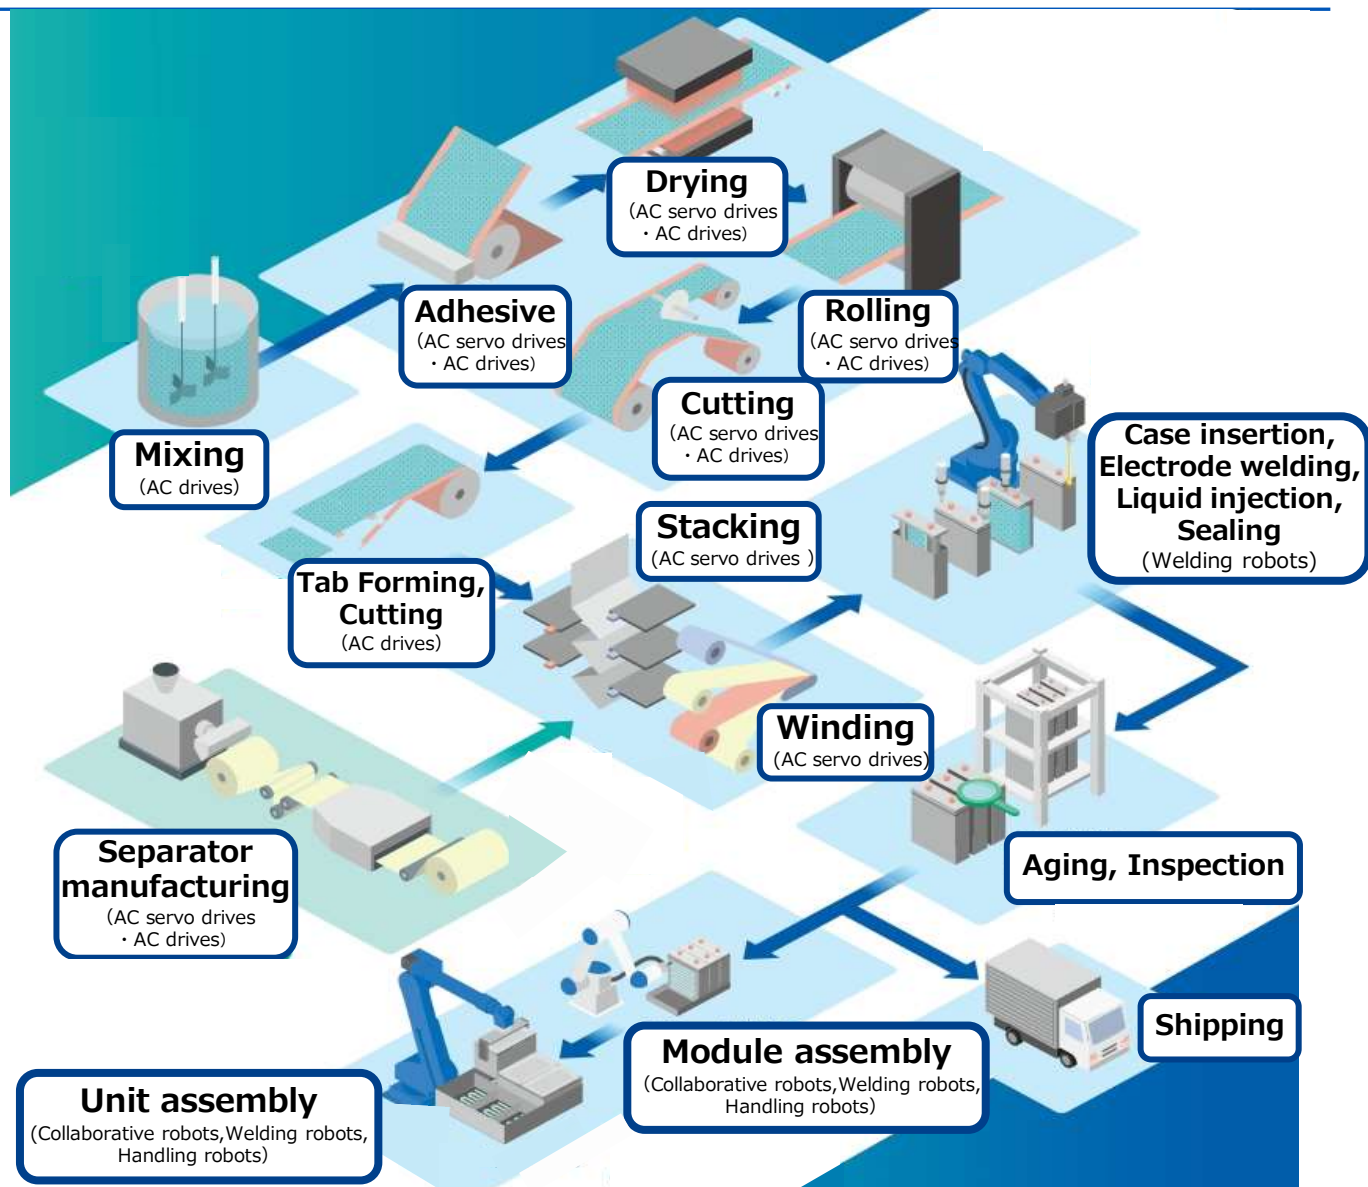 Drying
(AC servo drives
・AC drives)
Adhesive
(AC servo drives
・AC drives)
Rolling
(AC servo drives
・AC drives)
Cutting
(AC servo drives
・AC drives)
Mixing
(AC drives)
Case insertion,
Electrode welding,
Liquid injection,
Sealing
(Welding robots)
Stacking
(AC servo drives )
Tab Forming,
Cutting
(AC drives)
Winding
(AC servo drives)
Separator
manufacturing
(AC servo drives
・AC drives)
Aging, Inspection
Shipping
Module assembly
(Collaborative robots,Welding robots,
Handling robots)
Unit assembly
(Collaborative robots,Welding robots,
Handling robots)